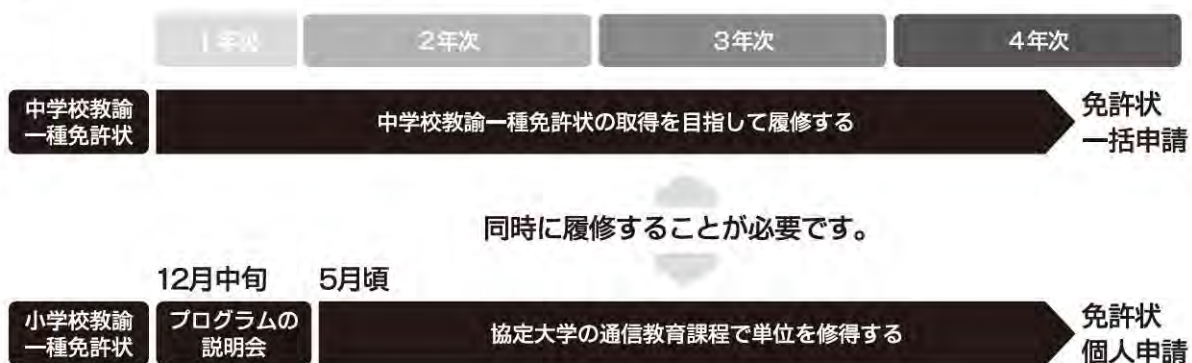 1年次 2年次 3年次 4年次
中学校教諭
一種免許状
中学校教諭一種免許状の取得を目指して履修する
免許状
一括申請
同時に履修することが必要です。
12月中旬 5月頃
小学校教諭
一種免許状
プログラムの
説明会
協定大学の通信教育課程で単位を修得する
免許状
個人申請